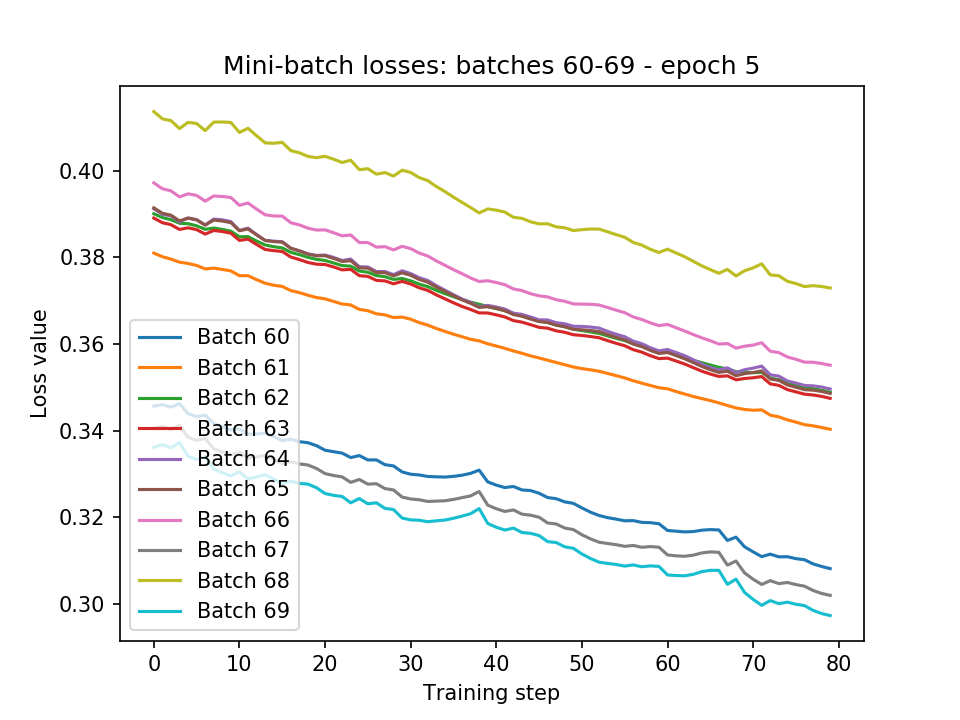 Mini-batch losses: batches 60-69 - epoch 5
Loss value
0.40
0.38
0.36
0.34
0.32
0.30
Batch 60
Batch 61
Batch 62
Batch 63
Batch 64
Batch 65
Batch 66
Batch 67
Batch 68
Batch 69
0 10 20 30 40 50 60 70 80
Training step